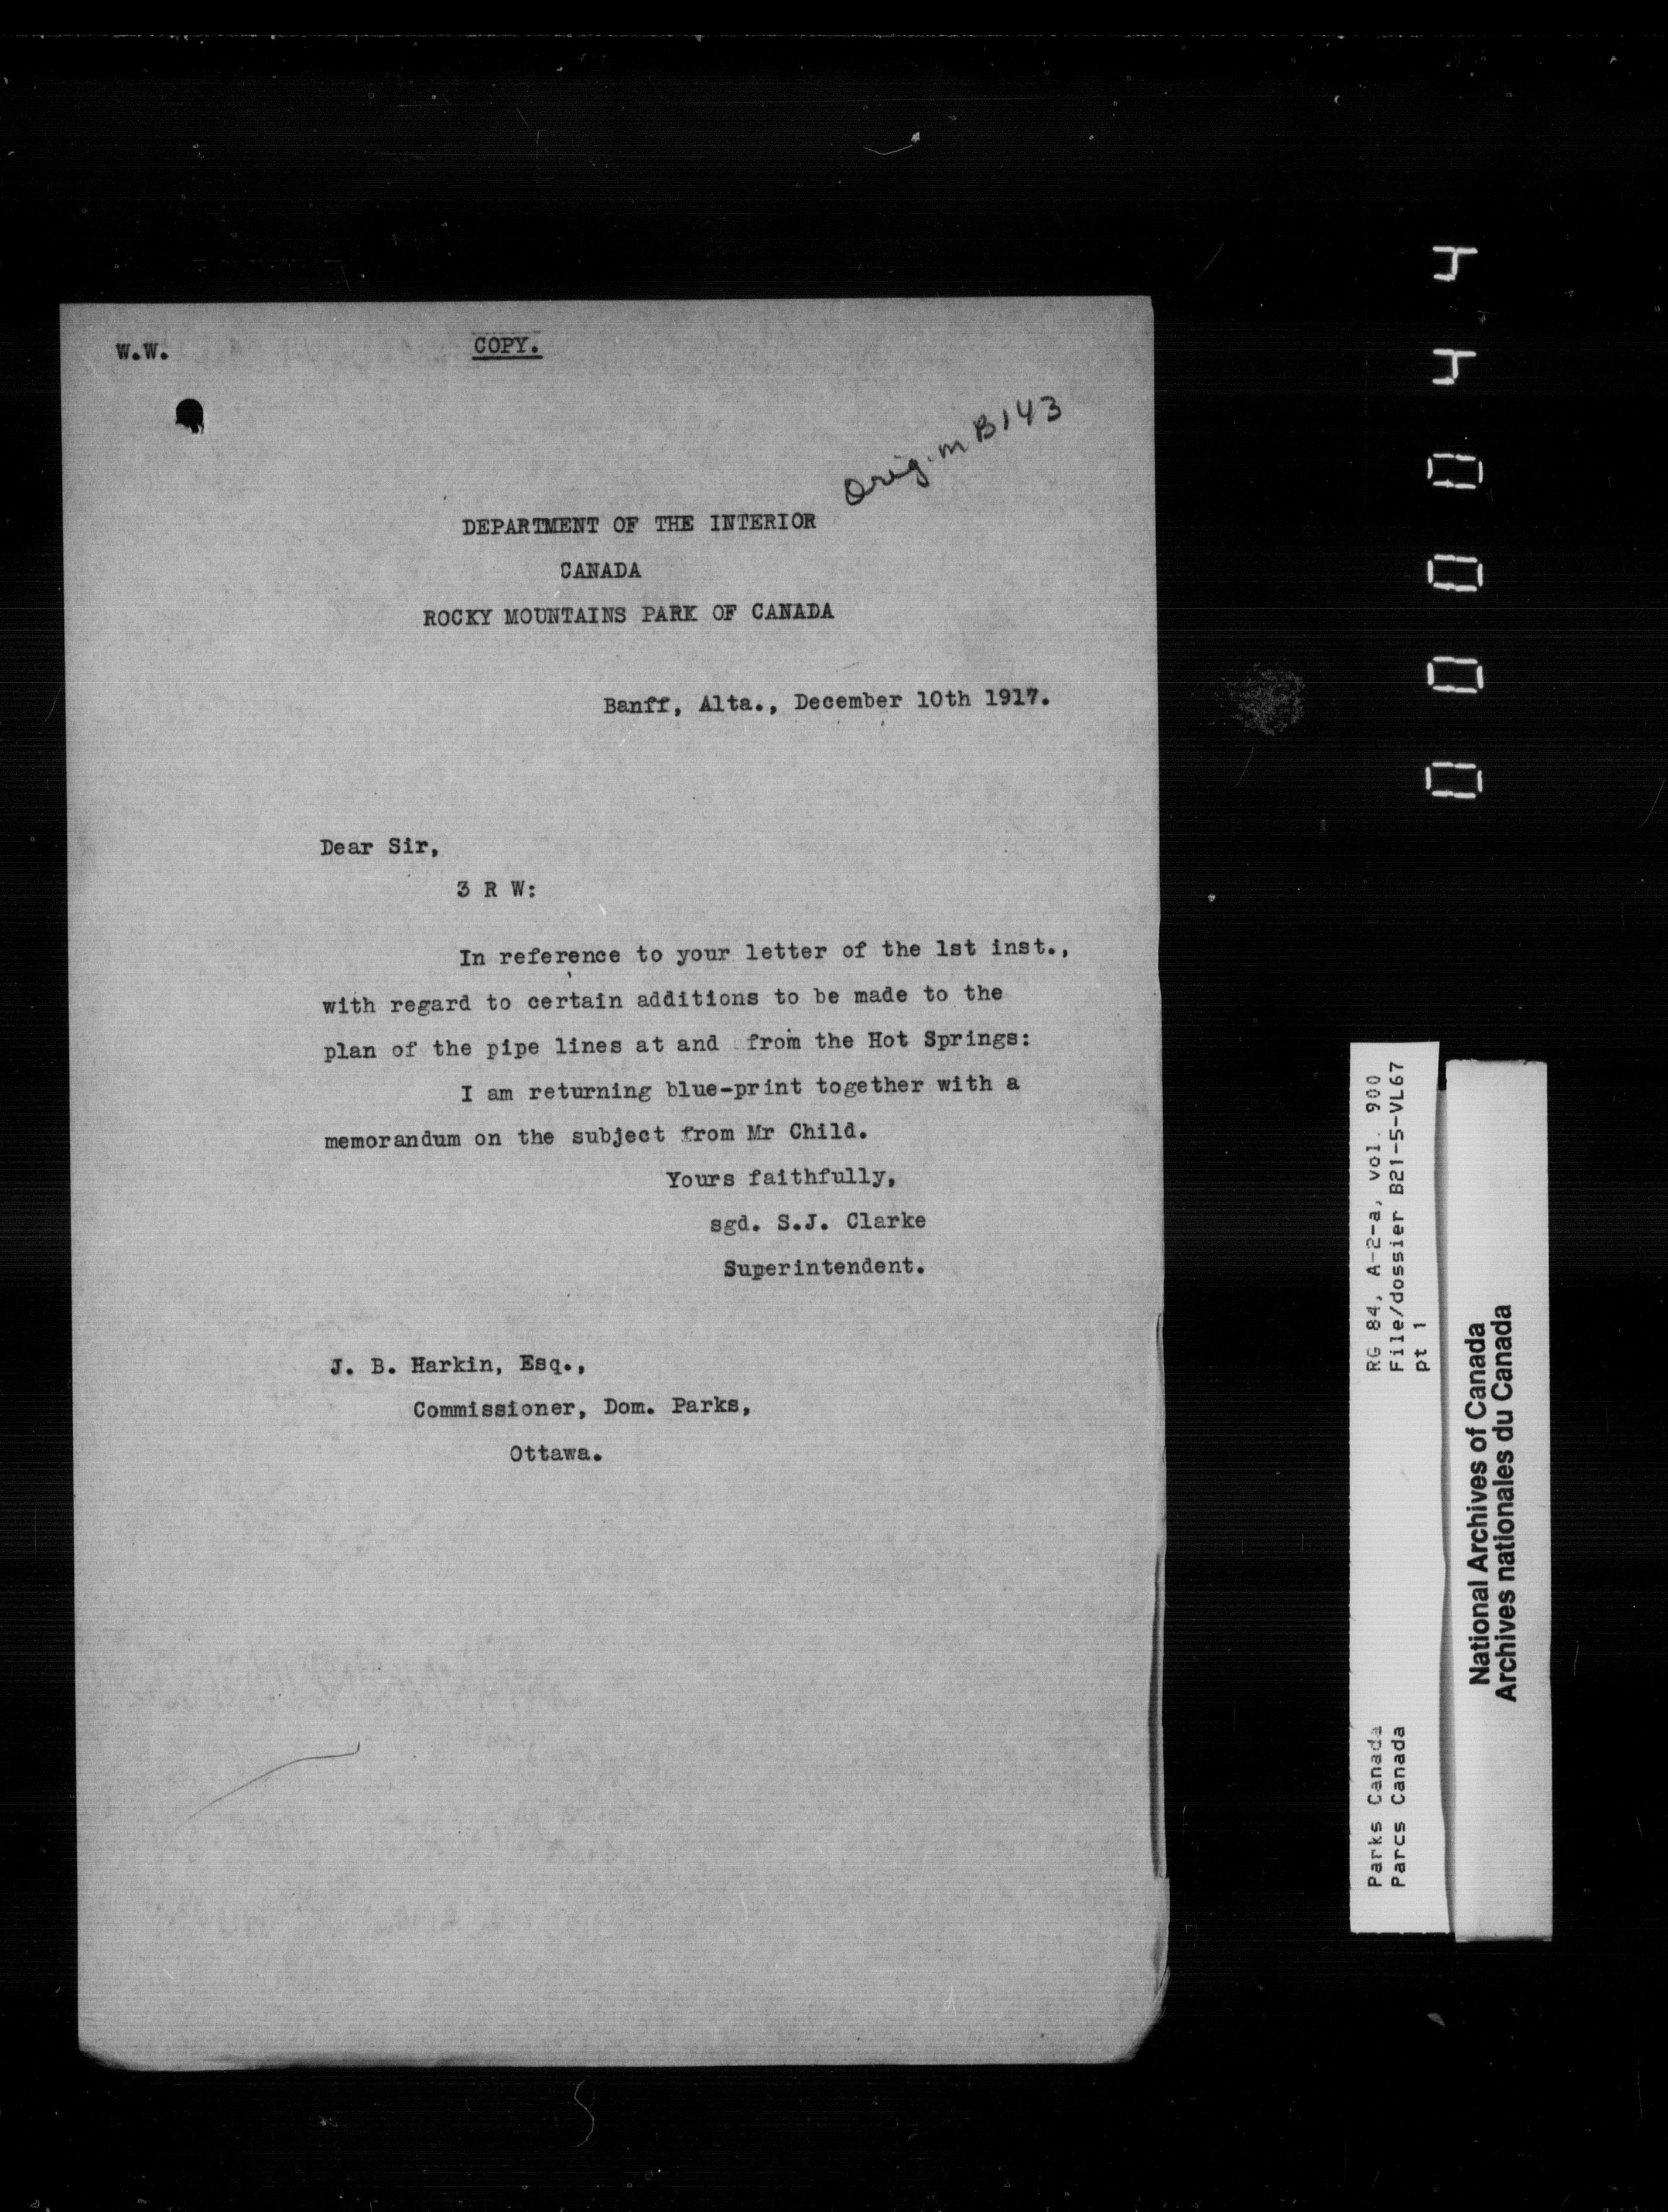 W.W.
COPY.
Orig. in B143
DEPARTMENT OF THE INTERIOR
CANADA
ROCKY MOUNTAINS PARK OF CANADA
Banff, Alta., December 10th 1917.
Dear Sir,
3 R W:
In reference to your letter of the 1st inst.,
with regard to certain additions to be made to the
plan of the pipe lines at and from the Hot Springs:
I am returning blue-print together with a
memorandum on the subject from Mr Child.
Yours faithfully,
sgd. S.J. Clarke
Superintendent.
J. B. Harkin, Esq.,
Commissioner, Dom. Parks,
Ottawa.
RG 84, A-2-a, vol. 900
File/dossier B21-5-VL67
pt 1
Parks Canada
Parcs Canada
National Archives of Canada
Archives nationales du Canada